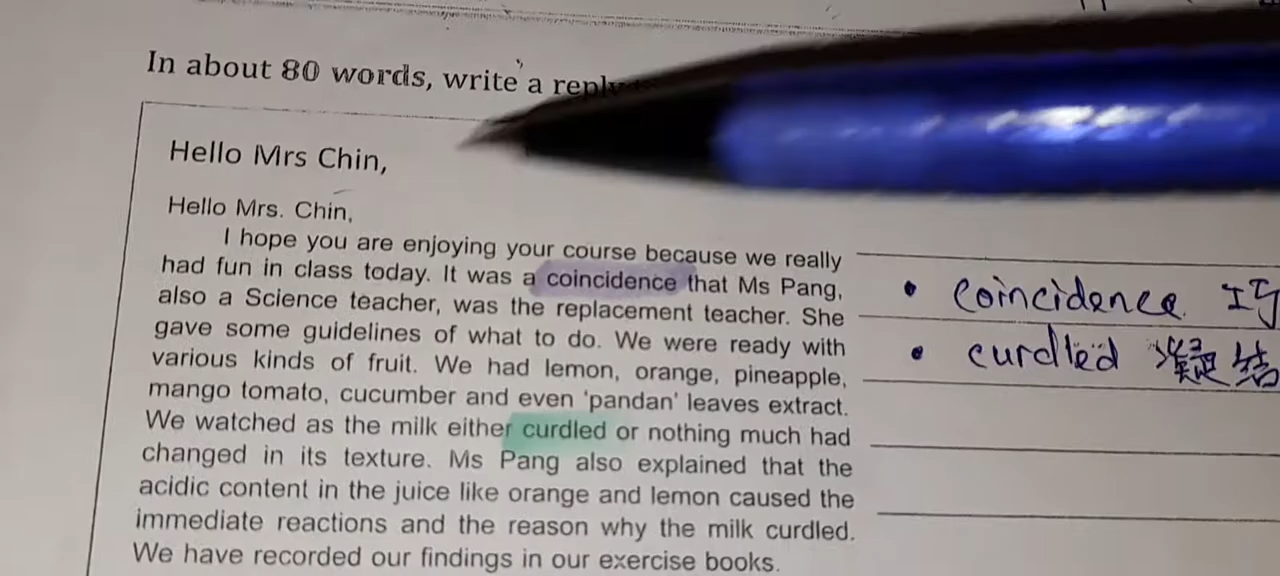 In about 80 words, write a reply
Hello Mrs Chin,
Hello Mrs. Chin,
I hope you are enjoying your course because we really
had fun in class today. It was a coincidence that Ms Pang,
also a Science teacher, was the replacement teacher. She
gave some guidelines of what to do. We were ready with
various kinds of fruit. We had lemon, orange, pineapple,
mango tomato, cucumber and even 'pandan' leaves extract.
We watched as the milk either curdled or nothing much had
changed in its texture. Ms Pang also explained that the
acidic content in the juice like orange and lemon caused the
immediate reactions and the reason why the milk curdled.
We have recorded our findings in our exercise books.
• coincidence
• curdled 凝结